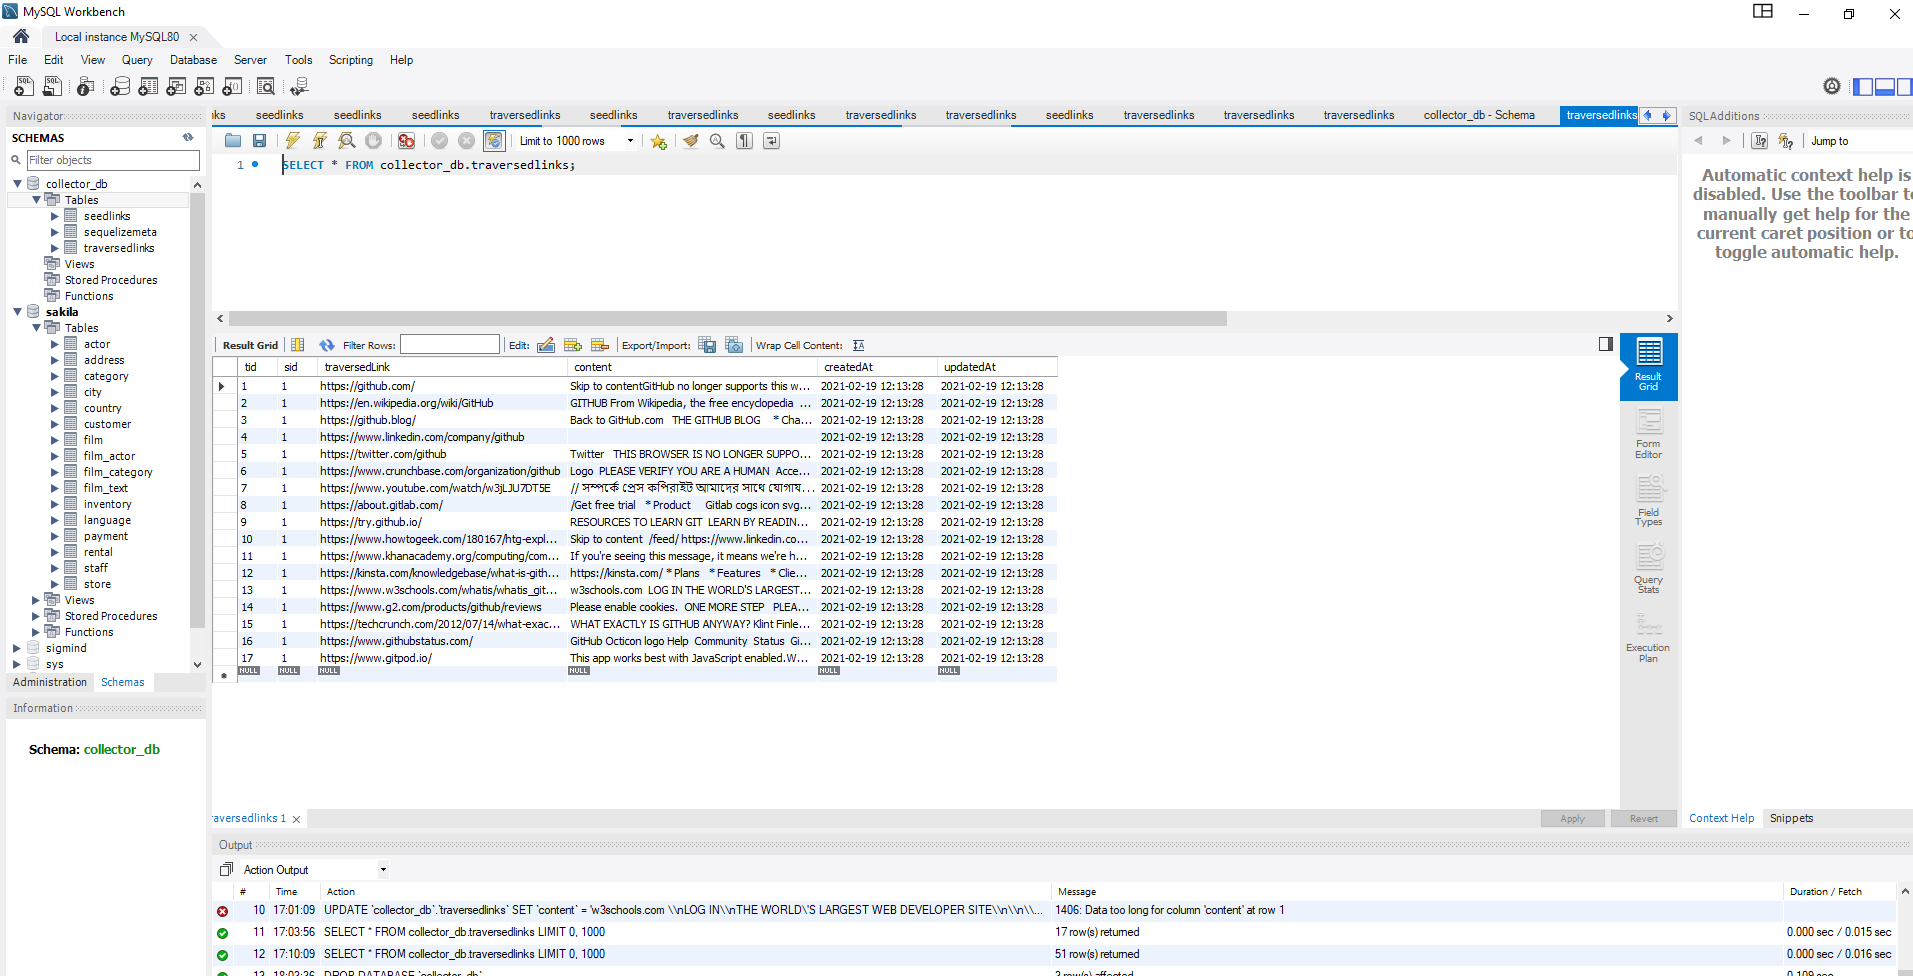 MySQL Workbench
Local instance MySQL80
File Edit View Query Database Server Tools Scripting Help
Navigator
SCHEMAS
Filter objects
collector_db
Tables
seedlinks
sequelizemeta
traversedlinks
Views
Stored Procedures
Functions
sakila
Tables
actor
address
category
city
country
customer
film
film_actor
film_category
film_text
inventory
language
payment
rental
staff
store
Views
Stored Procedures
Functions
sigmind
sys
Administration Schemas
Information
Schema: collector_db
ks seedlinks seedlinks seedlinks traversedlinks seedlinks traversedlinks seedlinks traversedlinks traversedlinks seedlinks traversedlinks traversedlinks traversedlinks collector_db - Schema traversedlinks
Limit to 1000 rows
1 SELECT * FROM collector_db.traversedlinks;
Result Grid Filter Rows: Edit: Export/Import: Wrap Cell Content:
tid sid traversedLink content createdAt updatedAt
1 1 https://github.com/ Skip to contentGitHub no longer supports this w... 2021-02-19 12:13:28 2021-02-19 12:13:28
2 1 https://en.wikipedia.org/wiki/GitHub GITHUB From Wikipedia, the free encyclopedia ... 2021-02-19 12:13:28 2021-02-19 12:13:28
3 1 https://github.blog/ Back to GitHub.com THE GITHUB BLOG * Cha... 2021-02-19 12:13:28 2021-02-19 12:13:28
4 1 https://www.linkedin.com/company/github 2021-02-19 12:13:28 2021-02-19 12:13:28
5 1 https://twitter.com/github Twitter THIS BROWSER IS NO LONGER SUPPO... 2021-02-19 12:13:28 2021-02-19 12:13:28
6 1 https://www.crunchbase.com/organization/github Logo PLEASE VERIFY YOU ARE A HUMAN Acce... 2021-02-19 12:13:28 2021-02-19 12:13:28
7 1 https://www.youtube.com/watch/w3jLJU7DT5E // সম্পর্কে প্রেস কপিরাইট আমাদের সাথে যোগায... 2021-02-19 12:13:28 2021-02-19 12:13:28
8 1 https://about.gitlab.com/ /Get free trial * Product Gitlab cogs icon svg... 2021-02-19 12:13:28 2021-02-19 12:13:28
9 1 https://try.github.io/ RESOURCES TO LEARN GIT LEARN BY READIN... 2021-02-19 12:13:28 2021-02-19 12:13:28
10 1 https://www.howtogeek.com/180167/htg-expl... Skip to content /feed/ https://www.linkedin.co... 2021-02-19 12:13:28 2021-02-19 12:13:28
11 1 https://www.khanacademy.org/computing/com... If you're seeing this message, it means we're h... 2021-02-19 12:13:28 2021-02-19 12:13:28
12 1 https://kinsta.com/knowledgebase/what-is-gith... https://kinsta.com/ * Plans * Features * Clie... 2021-02-19 12:13:28 2021-02-19 12:13:28
13 1 https://www.w3schools.com/whatis/whatis_git... w3schools.com LOG IN THE WORLD'S LARGEST... 2021-02-19 12:13:28 2021-02-19 12:13:28
14 1 https://www.g2.com/products/github/reviews Please enable cookies. ONE MORE STEP PLEA... 2021-02-19 12:13:28 2021-02-19 12:13:28
15 1 https://techcrunch.com/2012/07/14/what-exac... WHAT EXACTLY IS GITHUB ANYWAY? Klint Finle... 2021-02-19 12:13:28 2021-02-19 12:13:28
16 1 https://www.githubstatus.com/ GitHub Octicon logo Help Community Status Gi... 2021-02-19 12:13:28 2021-02-19 12:13:28
17 1 https://www.gitpod.io/ This app works best with JavaScript enabled.W... 2021-02-19 12:13:28 2021-02-19 12:13:28
NULL NULL NULL NULL NULL NULL
Result Grid
Form Editor
Field Types
Query Stats
Execution Plan
raversedlinks 1
Apply Revert
SQLAdditions
Jump to
Automatic context help is
disabled. Use the toolbar to
manually get help for the
current caret position or to
toggle automatic help.
Context Help Snippets
Output
Action Output
# Time Action Message Duration / Fetch
10 17:01:09 UPDATE `collector_db`.`traversedlinks` SET `content` = 'w3schools.com \\nLOG IN\\nTHE WORLD\'S LARGEST WEB DEVELOPER SITE\\n\\n\\... 1406: Data too long for column 'content' at row 1
11 17:03:56 SELECT * FROM collector_db.traversedlinks LIMIT 0, 1000 17 row(s) returned 0.000 sec / 0.015 sec
12 17:10:09 SELECT * FROM collector_db.traversedlinks LIMIT 0, 1000 51 row(s) returned 0.000 sec / 0.016 sec
13 18:03:36 DROP DATABASE `collector_db` 3 row(s) affected 0.109 sec